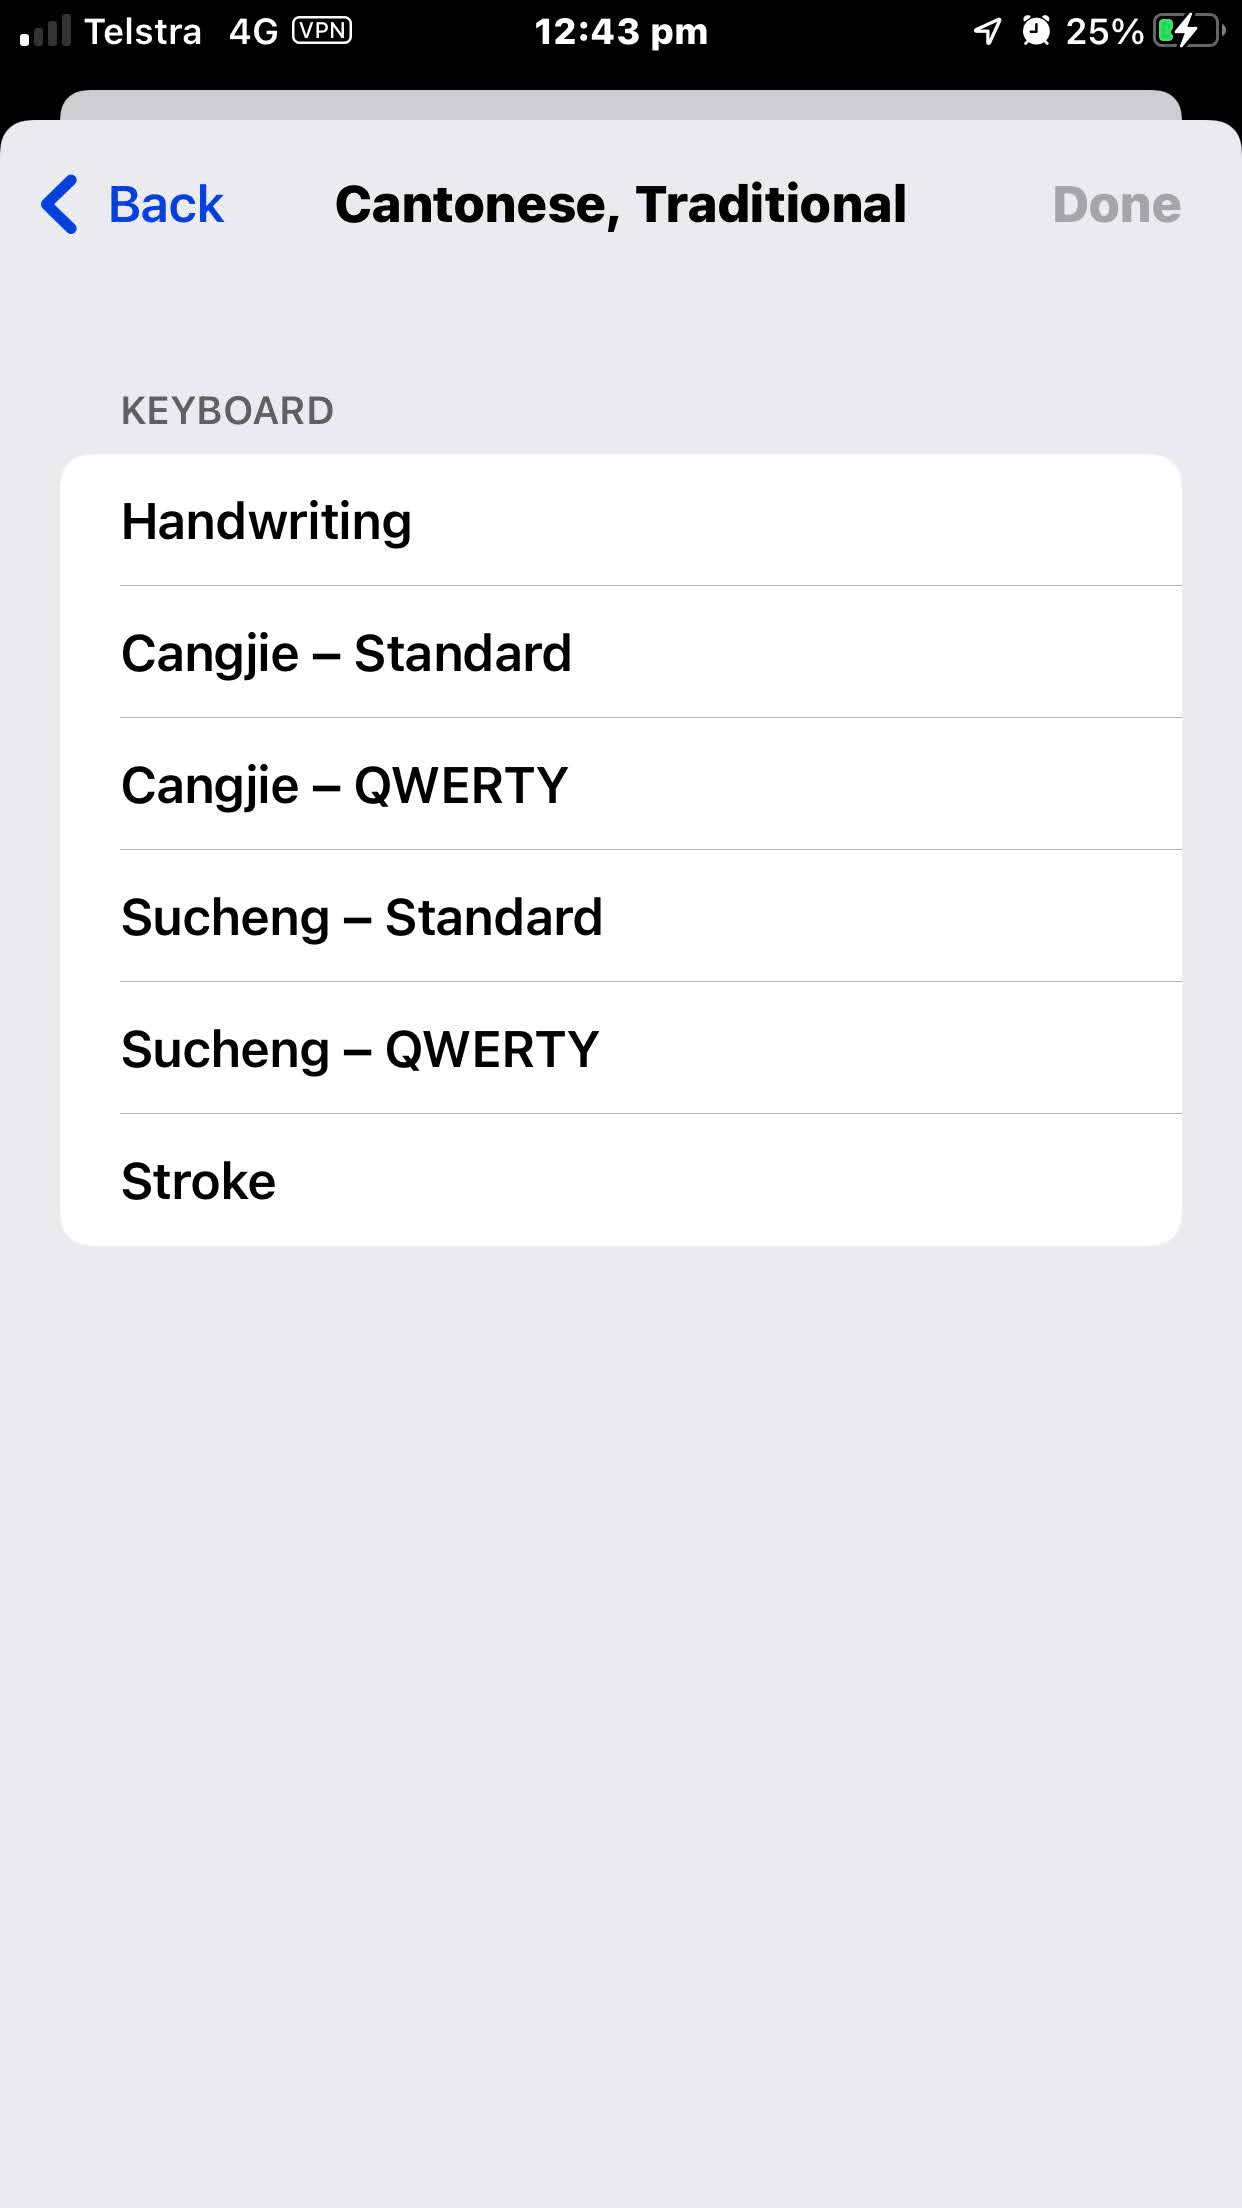 Telstra 4G VPN 12:43 pm 25%
Back Cantonese, Traditional Done
KEYBOARD
Handwriting
Cangjie – Standard
Cangjie – QWERTY
Sucheng – Standard
Sucheng – QWERTY
Stroke